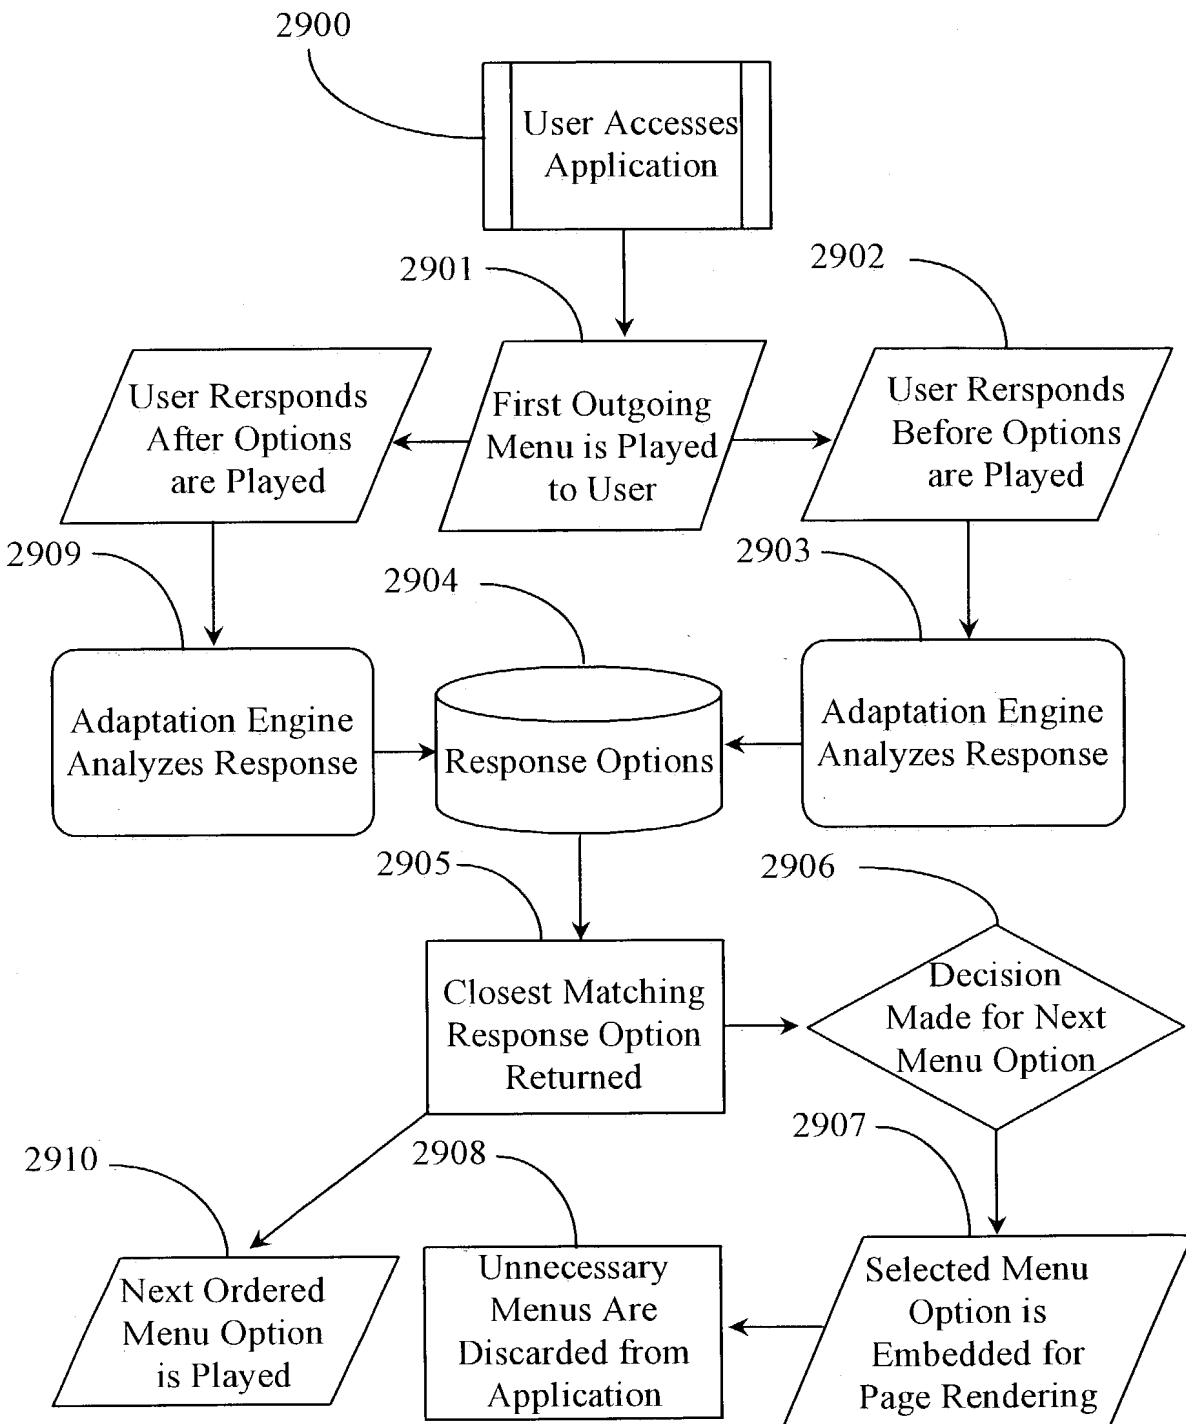 2900
User Accesses
Application
2901
2902
User Rersponds
After Options
are Played
First Outgoing
Menu is Played
to User
User Rersponds
Before Options
are Played
2909
2904
2903
Adaptation Engine
Analyzes Response
Response Options
Adaptation Engine
Analyzes Response
2905
2906
Closest Matching
Response Option
Returned
Decision
Made for Next
Menu Option
2910
2908
2907
Next Ordered
Menu Option
is Played
Unnecessary
Menus Are
Discarded from
Application
Selected Menu
Option is
Embedded for
Page Rendering